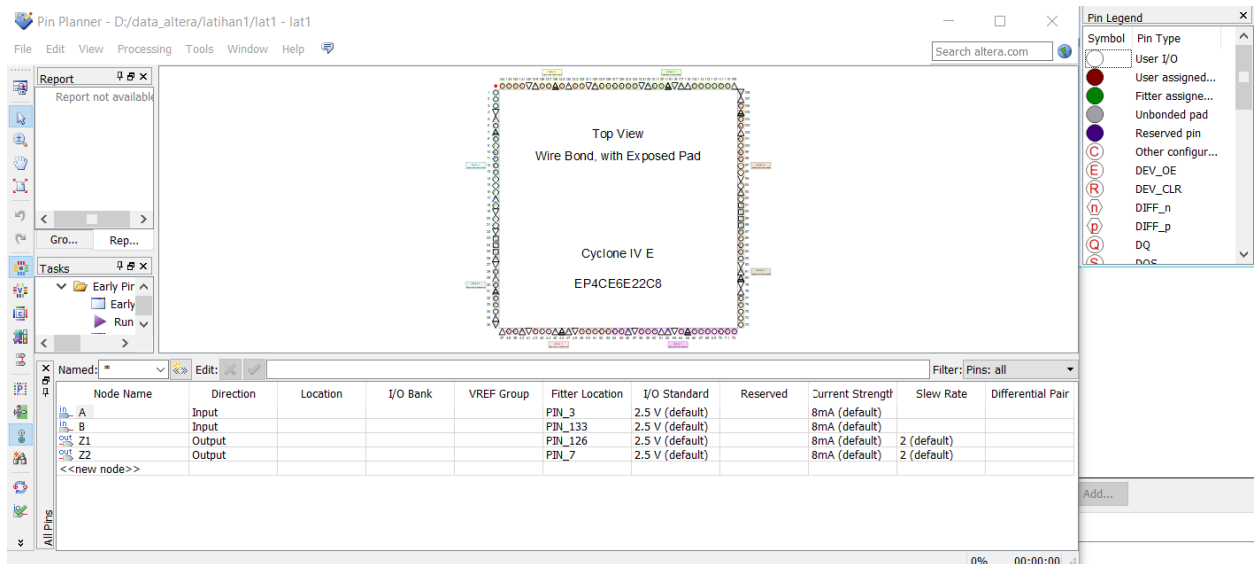 Pin Planner - D:/data_altera/latihan1/lat1 - lat1
File Edit View Processing Tools Window Help
Search altera.com
Report
Report not available
Gro... Rep...
Tasks
Early Pir
Early
Run
Top View
Wire Bond, with Exposed Pad
Cyclone IV E
EP4CE6E22C8
Pin Legend
Symbol Pin Type
User I/O
User assigned...
Fitter assigne...
Unbonded pad
Reserved pin
C Other configur...
E DEV_OE
R DEV_CLR
n DIFF_n
p DIFF_p
Q DQ
S DQS
Named: * Edit: Filter: Pins: all
Node Name Direction Location I/O Bank VREF Group Fitter Location I/O Standard Reserved Current Strength Slew Rate Differential Pair
in A Input PIN_3 2.5 V (default) 8mA (default)
in B Input PIN_133 2.5 V (default) 8mA (default)
out Z1 Output PIN_126 2.5 V (default) 8mA (default) 2 (default)
out Z2 Output PIN_7 2.5 V (default) 8mA (default) 2 (default)
<<new node>>
All Pins
Add...
0% 00:00:00